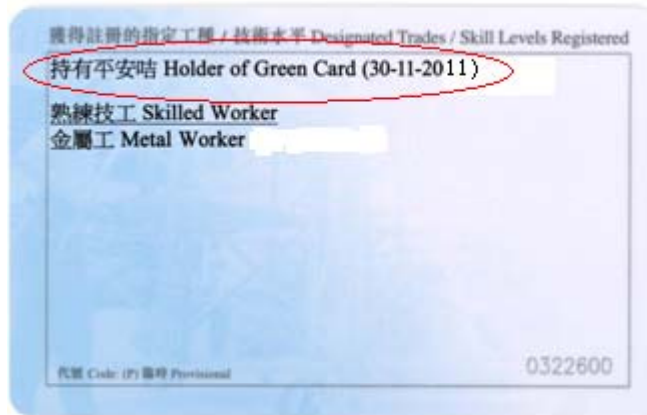 獲得註冊的指定工種 / 技術水平 Designated Trades / Skill Levels Registered
持有平安咭 Holder of Green Card (30-11-2011)
熟練技工 Skilled Worker
金屬工 Metal Worker
代號 Code: (P) 臨時 Provisional
0322600